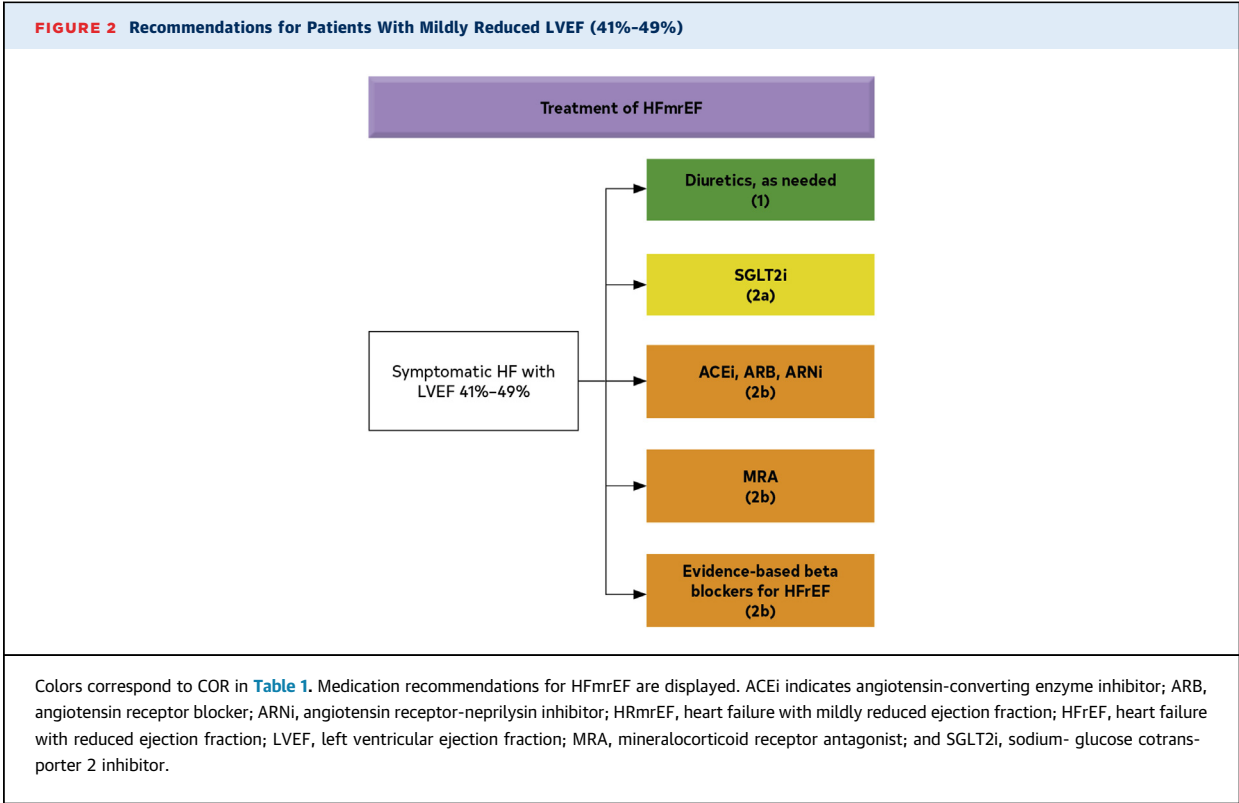 FIGURE 2 Recommendations for Patients With Mildly Reduced LVEF (41%–49%)
Treatment of HFmrEF
Diuretics, as needed
(1)
SGLT2i
(2a)
Symptomatic HF with
LVEF 41%–49%
ACEi, ARB, ARNi
(2b)
MRA
(2b)
Evidence-based beta
blockers for HFrEF
(2b)
Colors correspond to COR in Table 1. Medication recommendations for HFmrEF are displayed. ACEi indicates angiotensin-converting enzyme inhibitor; ARB,
angiotensin receptor blocker; ARNi, angiotensin receptor-neprilysin inhibitor; HRmrEF, heart failure with mildly reduced ejection fraction; HFrEF, heart failure
with reduced ejection fraction; LVEF, left ventricular ejection fraction; MRA, mineralocorticoid receptor antagonist; and SGLT2i, sodium- glucose cotrans-
porter 2 inhibitor.